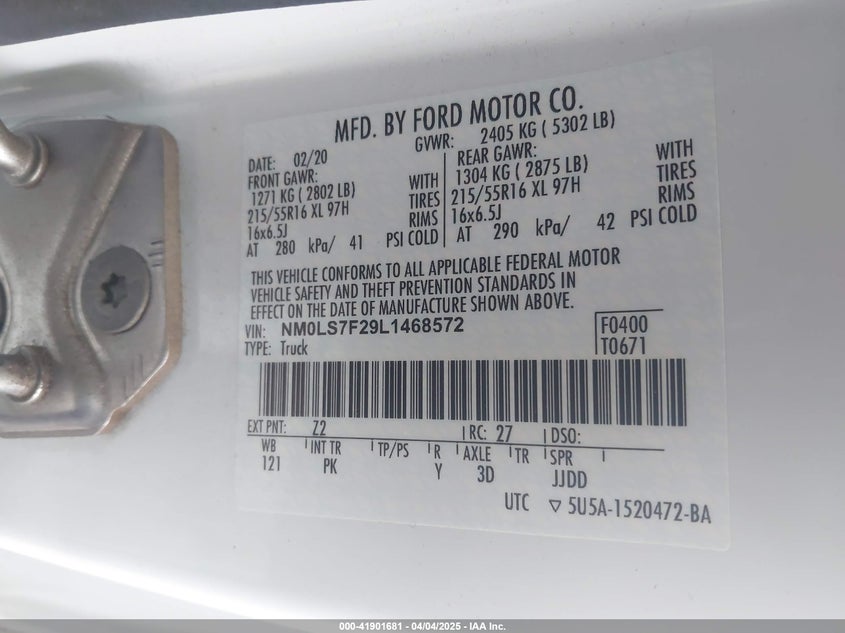 MFD. BY FORD MOTOR CO.
DATE: 02/20 GVWR: 2405 KG ( 5302 LB)
FRONT GAWR: REAR GAWR:
1271 KG ( 2802 LB) WITH 1304 KG ( 2875 LB) WITH
215/55R16 XL 97H TIRES 215/55R16 XL 97H TIRES
16x6.5J RIMS 16x6.5J RIMS
AT 280 kPa/ 41 PSI COLD AT 290 kPa/ 42 PSI COLD
THIS VEHICLE CONFORMS TO ALL APPLICABLE FEDERAL MOTOR
VEHICLE SAFETY AND THEFT PREVENTION STANDARDS IN
EFFECT ON THE DATE OF MANUFACTURE SHOWN ABOVE.
VIN: NM0LS7F29L1468572 F0400
TYPE: Truck T0671
EXT PNT: Z2 RC: 27 DSO:
WB INT TR TP/PS R AXLE TR SPR
121 PK Y 3D JJDD
UTC ▽ 5U5A-1520472-BA
000-41901681 - 04/04/2025 - IAA Inc.